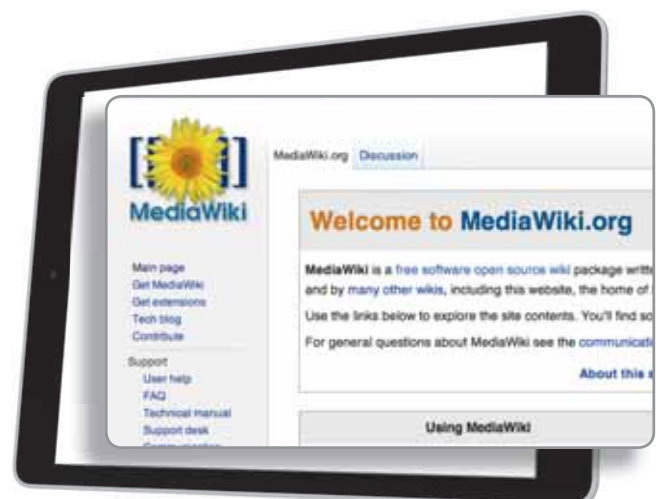 MediaWiki
MediaWiki.org Discussion
Main page
Get MediaWiki
Get extensions
Tech blog
Contribute
Support
User help
FAQ
Technical manual
Support desk
Communication
Welcome to MediaWiki.org
MediaWiki is a free software open source wiki package writte
and by many other wikis, including this website, the home of
Use the links below to explore the site contents. You'll find so
For general questions about MediaWiki see the communicati
About this s
Using MediaWiki